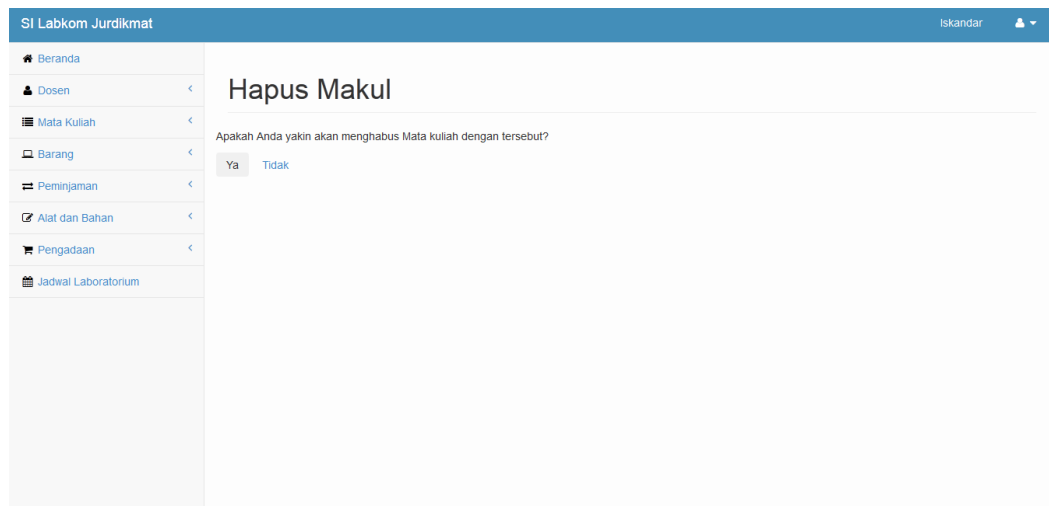 SI Labkom Jurdikmat
Iskandar
Beranda
Dosen
Mata Kuliah
Barang
Peminjaman
Alat dan Bahan
Pengadaan
Jadwal Laboratorium
Hapus Makul
Apakah Anda yakin akan menghabus Mata kuliah dengan tersebut?
Ya Tidak